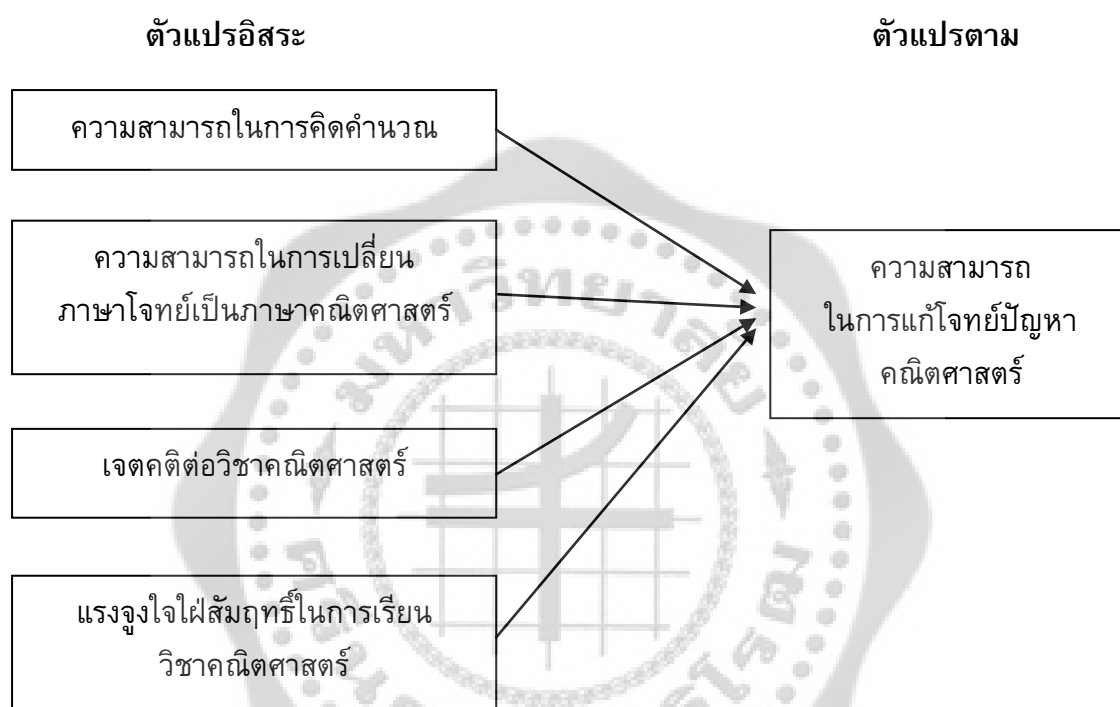 ตัวแปรอิสระ
ตัวแปรตาม
ความสามารถในการคิดคำนวณ
ความสามารถในการเปลี่ยน
ภาษาโจทย์เป็นภาษาคณิตศาสตร์
ความสามารถ
ในการแก้โจทย์ปัญหา
คณิตศาสตร์
เจตคติต่อวิชาคณิตศาสตร์
แรงจูงใจใฝ่สัมฤทธิ์ในการเรียน
วิชาคณิตศาสตร์